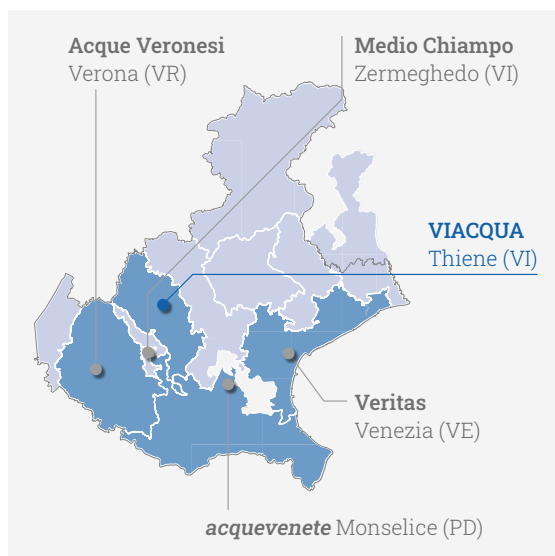 Acque Veronesi
Verona (VR)
Medio Chiampo
Zermeghedo (VI)
VIACQUA
Thiene (VI)
Veritas
Venezia (VE)
acquevenete Monselice (PD)